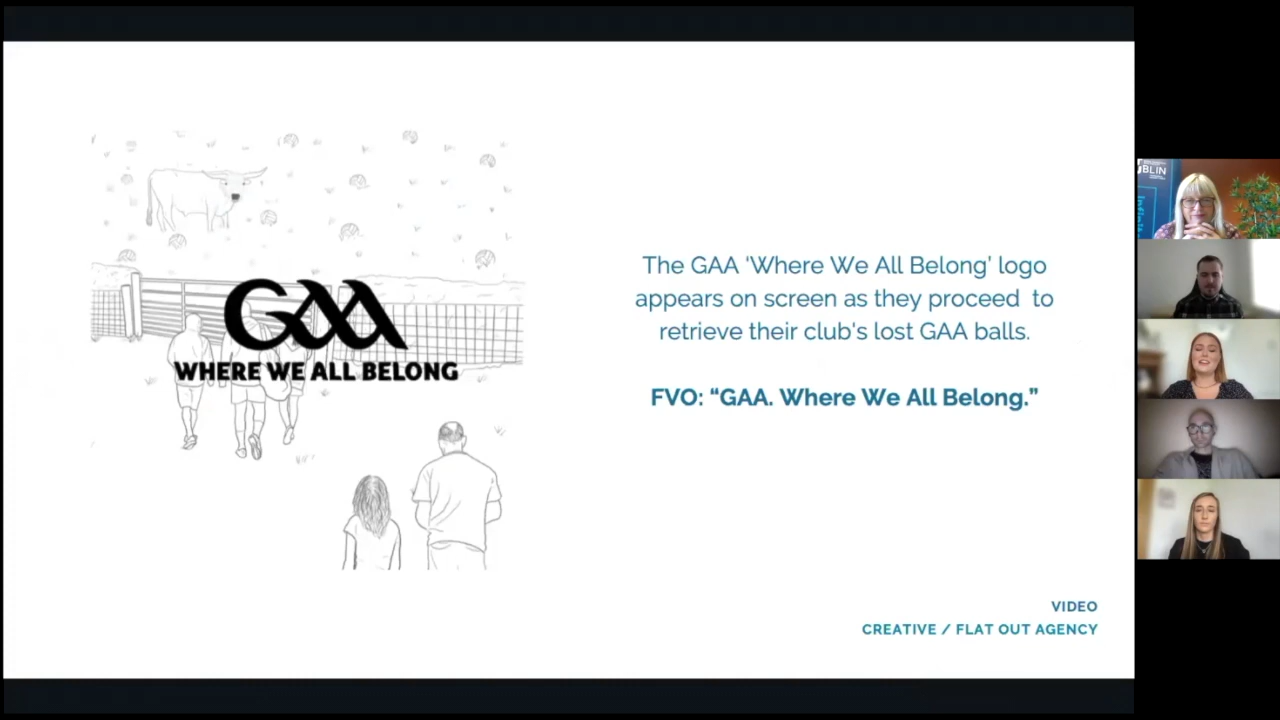 GAA
WHERE WE ALL BELONG
The GAA ‘Where We All Belong’ logo
appears on screen as they proceed to
retrieve their club's lost GAA balls.
FVO: “GAA. Where We All Belong.”
VIDEO
CREATIVE / FLAT OUT AGENCY
BLIN